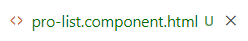 <> pro-list.component.html U ×